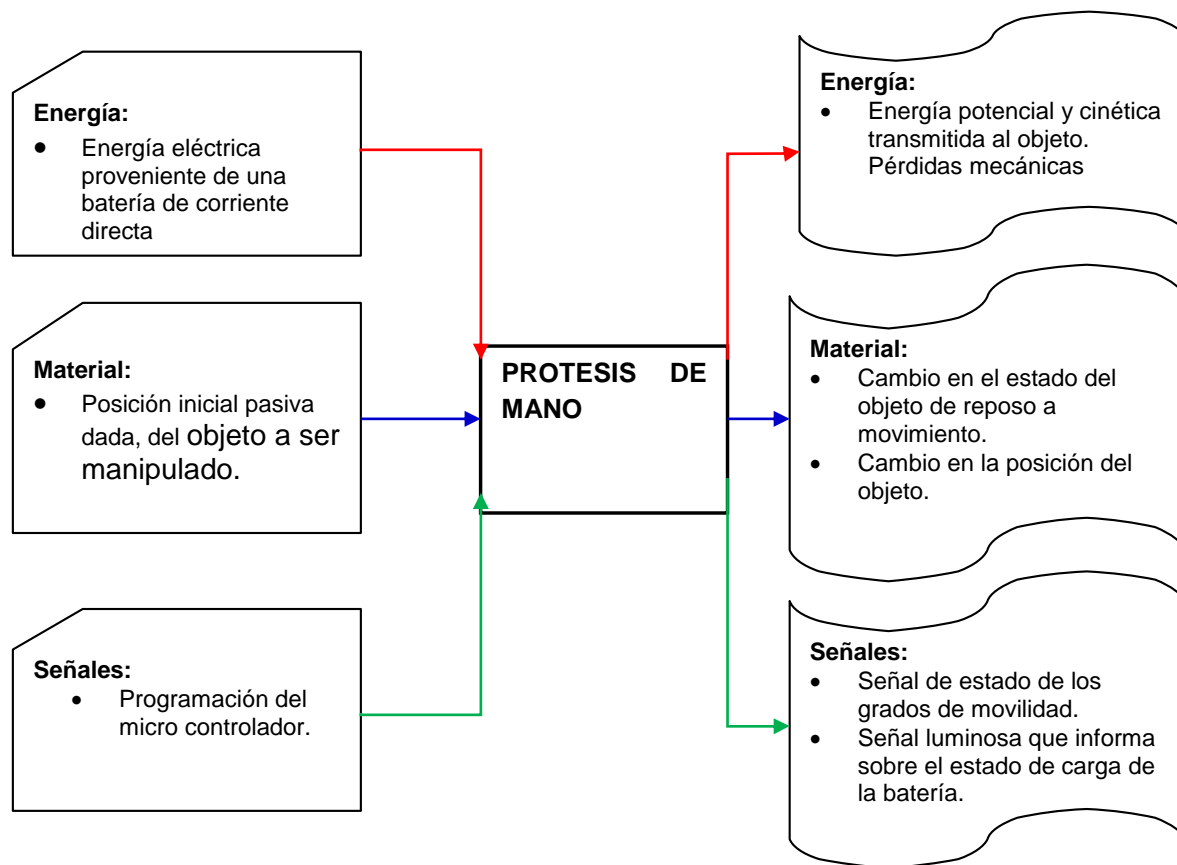 Energía:
• Energía eléctrica
proveniente de una
batería de corriente
directa
Material:
• Posición inicial pasiva
dada, del objeto a ser
manipulado.
Señales:
• Programación del
micro controlador.
PROTESIS DE
MANO
Energía:
• Energía potencial y cinética
transmitida al objeto.
Pérdidas mecánicas
Material:
• Cambio en el estado del
objeto de reposo a
movimiento.
• Cambio en la posición del
objeto.
Señales:
• Señal de estado de los
grados de movilidad.
• Señal luminosa que informa
sobre el estado de carga de
la batería.